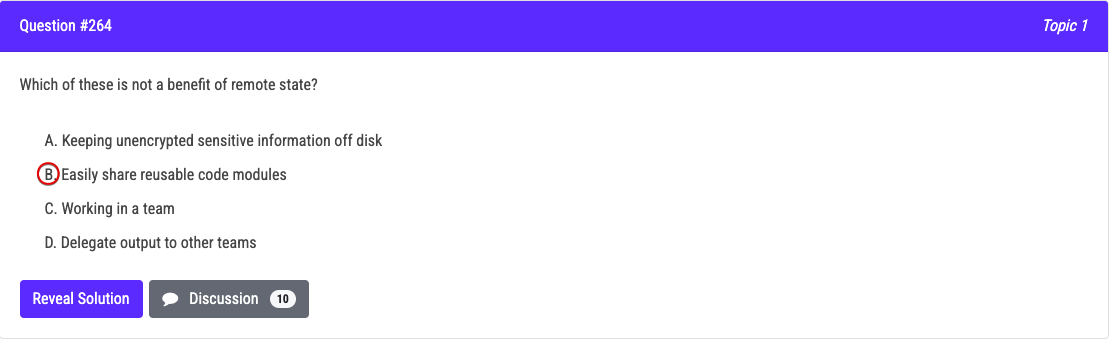 Question #264
Topic 1
Which of these is not a benefit of remote state?
A. Keeping unencrypted sensitive information off disk
B. Easily share reusable code modules
C. Working in a team
D. Delegate output to other teams
Reveal Solution
Discussion 10